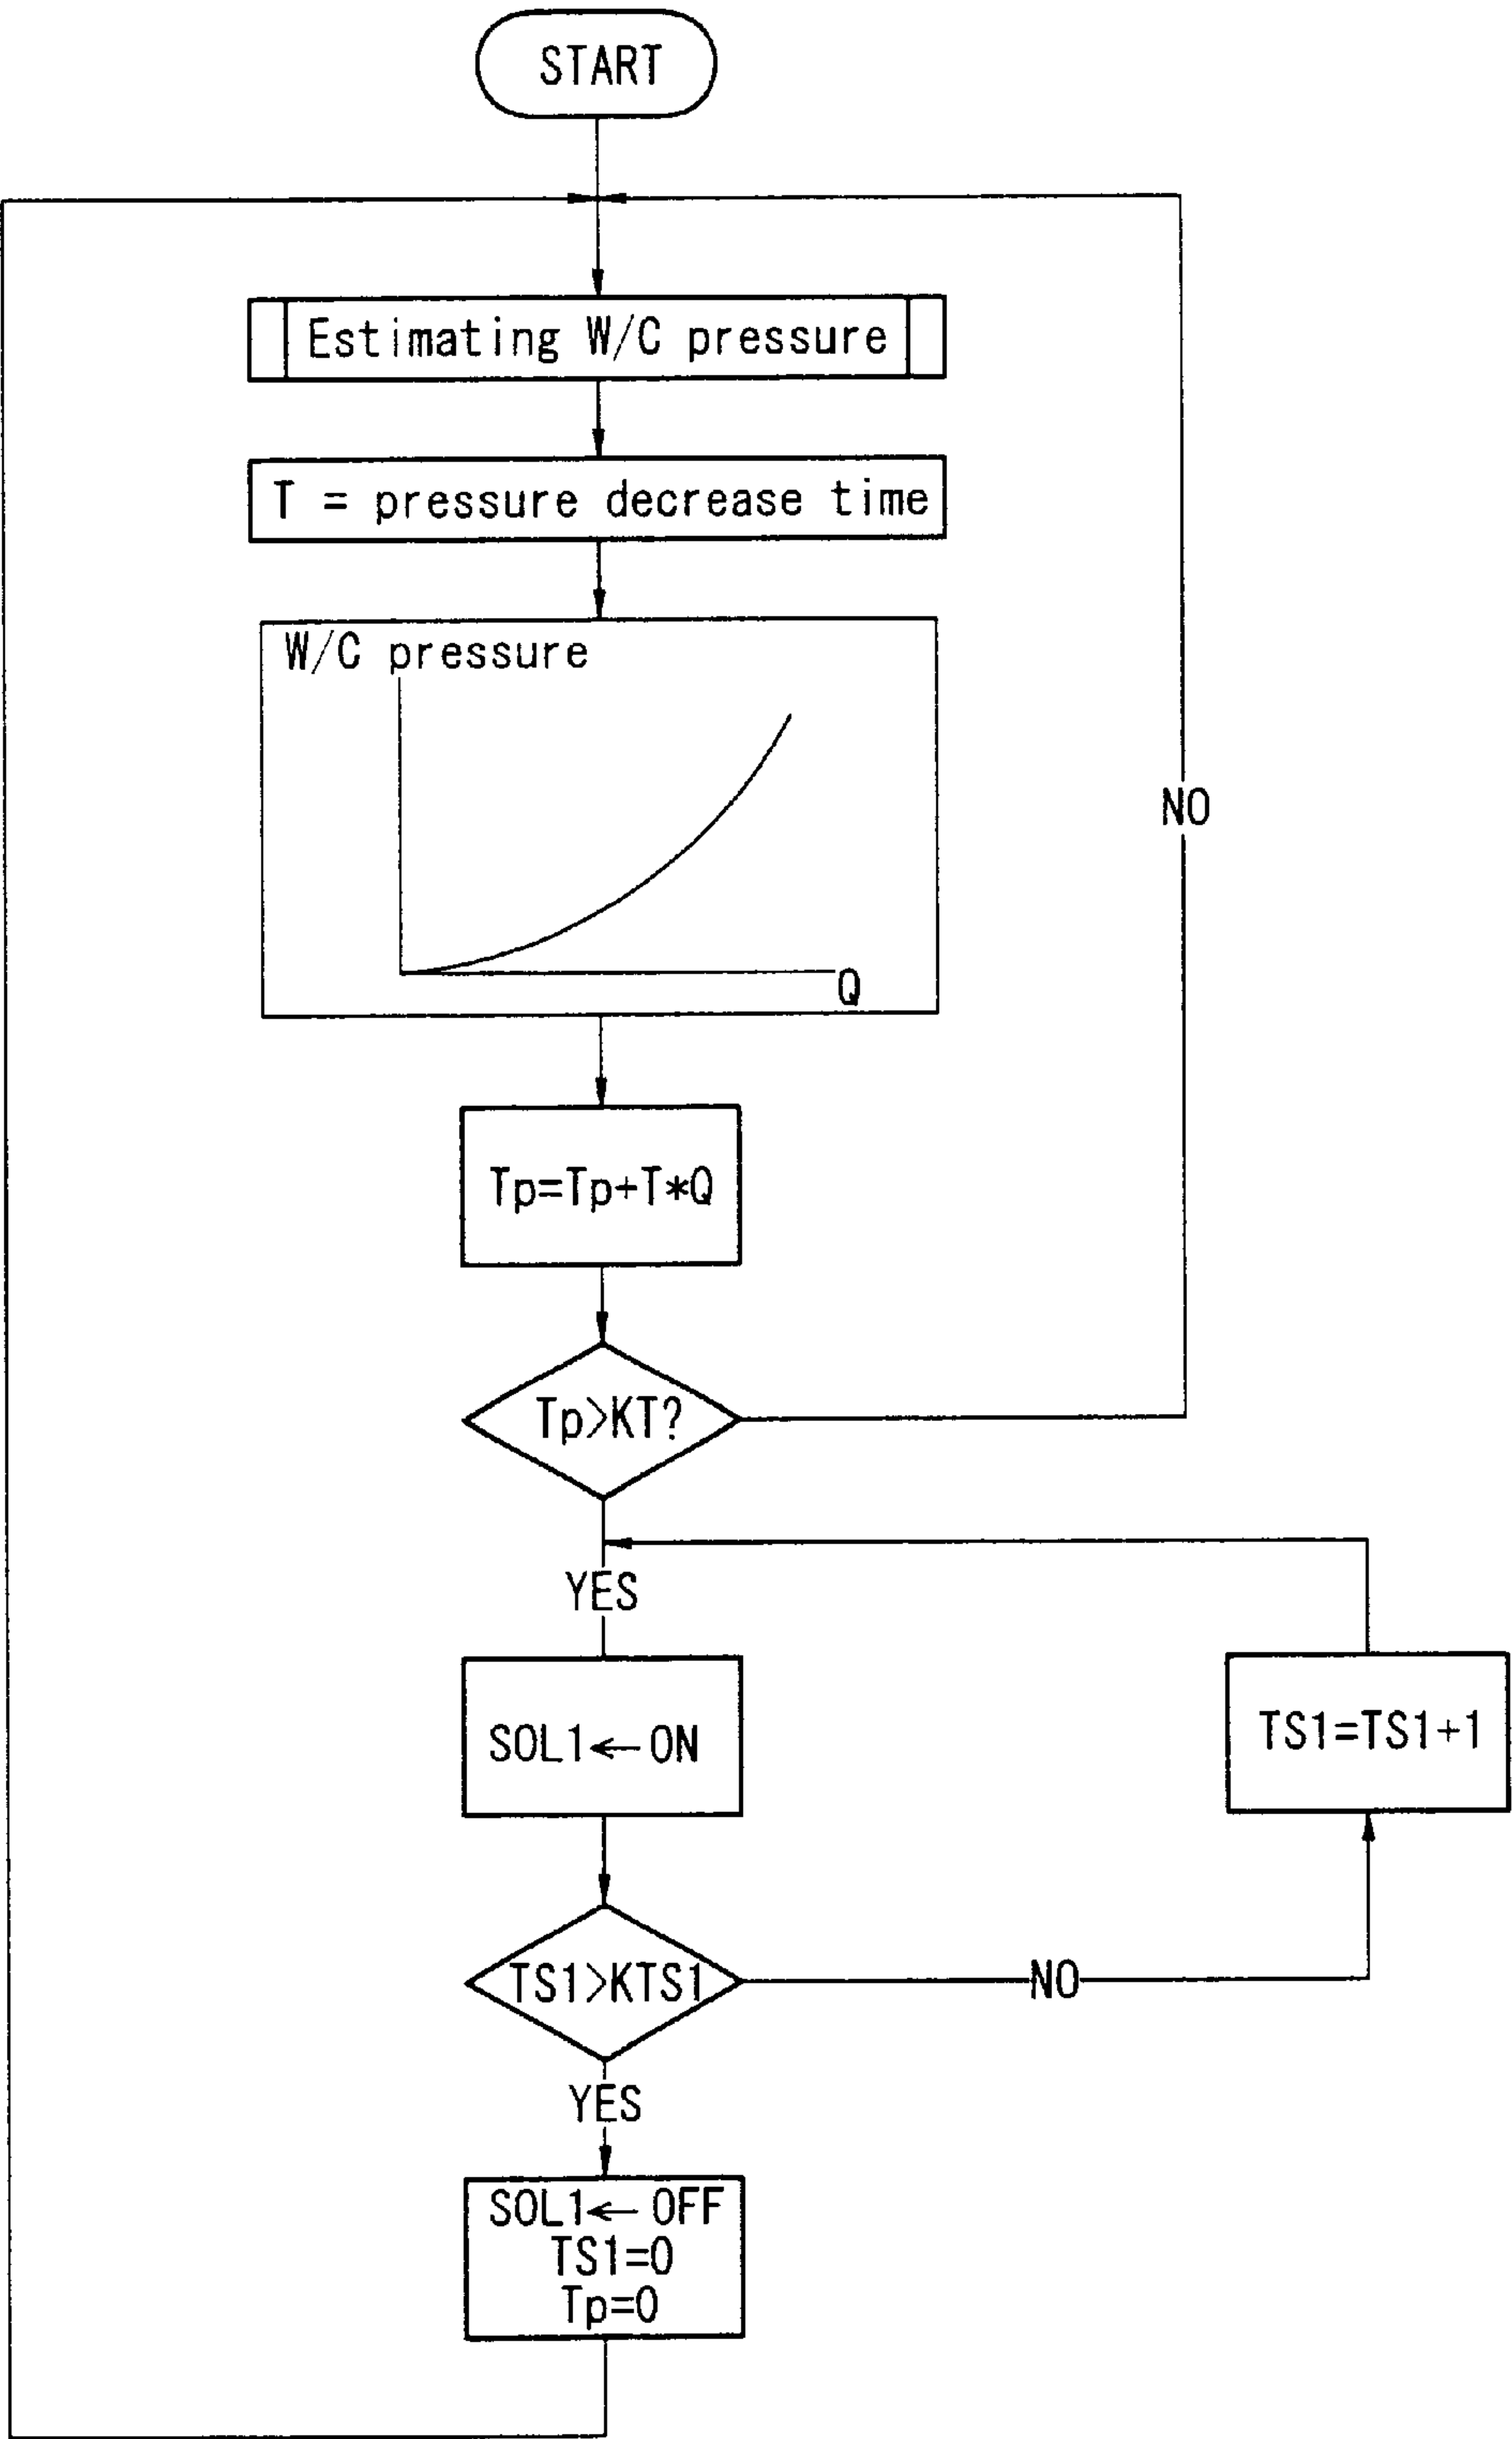 START
Estimating W/C pressure
T = pressure decrease time
W/C pressure
Q
NO
Tp=Tp+T*Q
Tp>KT?
YES
SOL1←ON
TS1=TS1+1
TS1>KTS1
NO
YES
SOL1←OFF
TS1=0
Tp=0